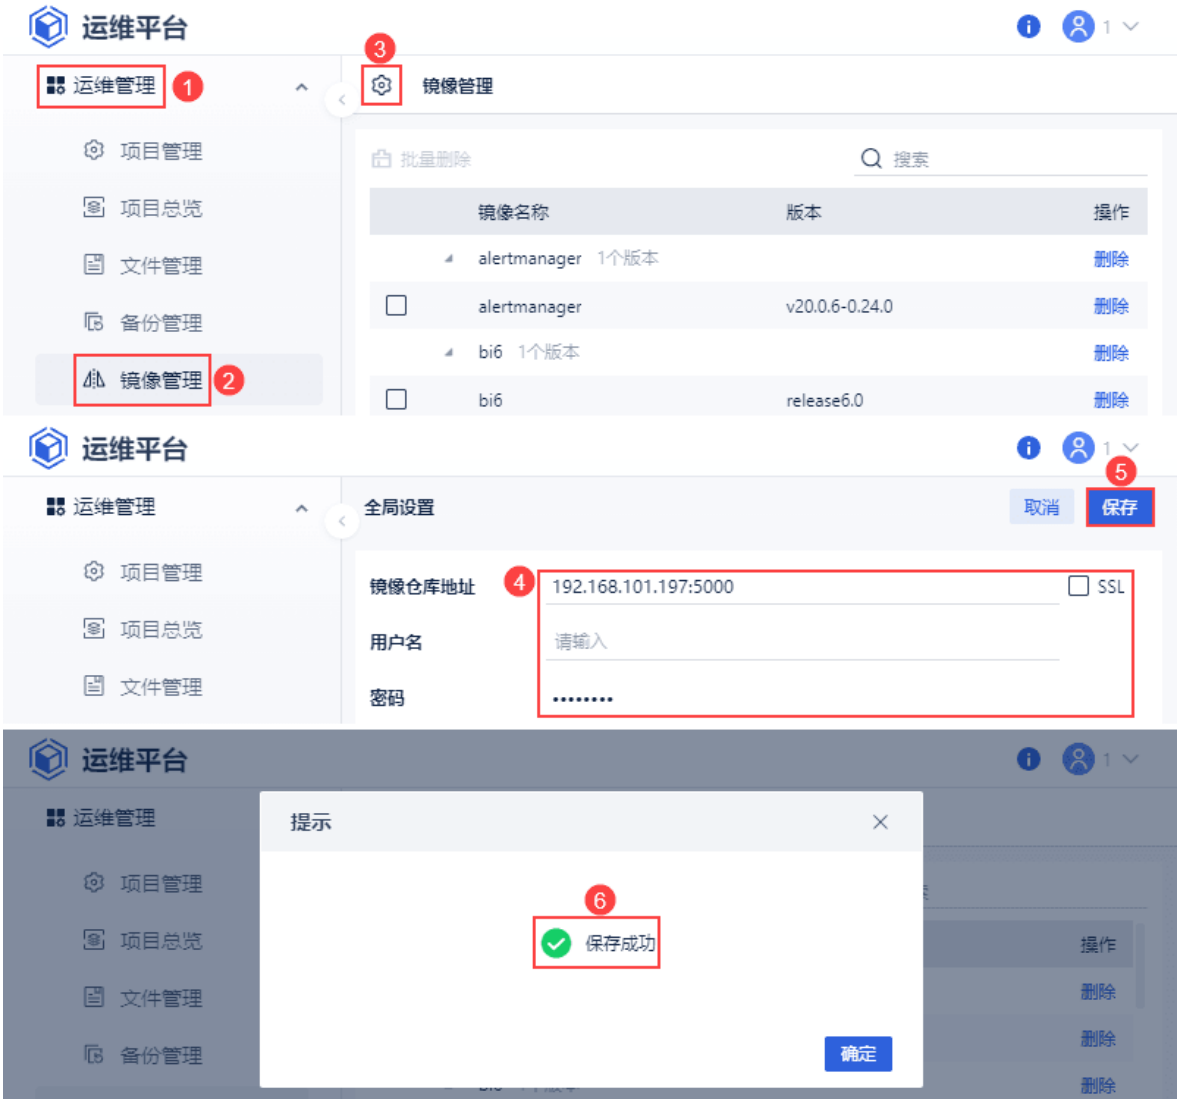 运维平台
1
3
运维管理
1
镜像管理
项目管理
批量删除
搜索
项目总览
镜像名称 版本 操作
文件管理
alertmanager 1个版本 删除
备份管理
alertmanager v20.0.6-0.24.0 删除
bi6 1个版本 删除
镜像管理
2
bi6 release6.0 删除
运维平台
1
5
运维管理
全局设置
取消
保存
项目管理
镜像仓库地址
4
192.168.101.197:5000
SSL
项目总览
用户名
请输入
文件管理
密码
••••••••
运维平台
1
运维管理
提示
项目管理
6
项目总览
保存成功
操作
文件管理
删除
备份管理
确定
删除
删除